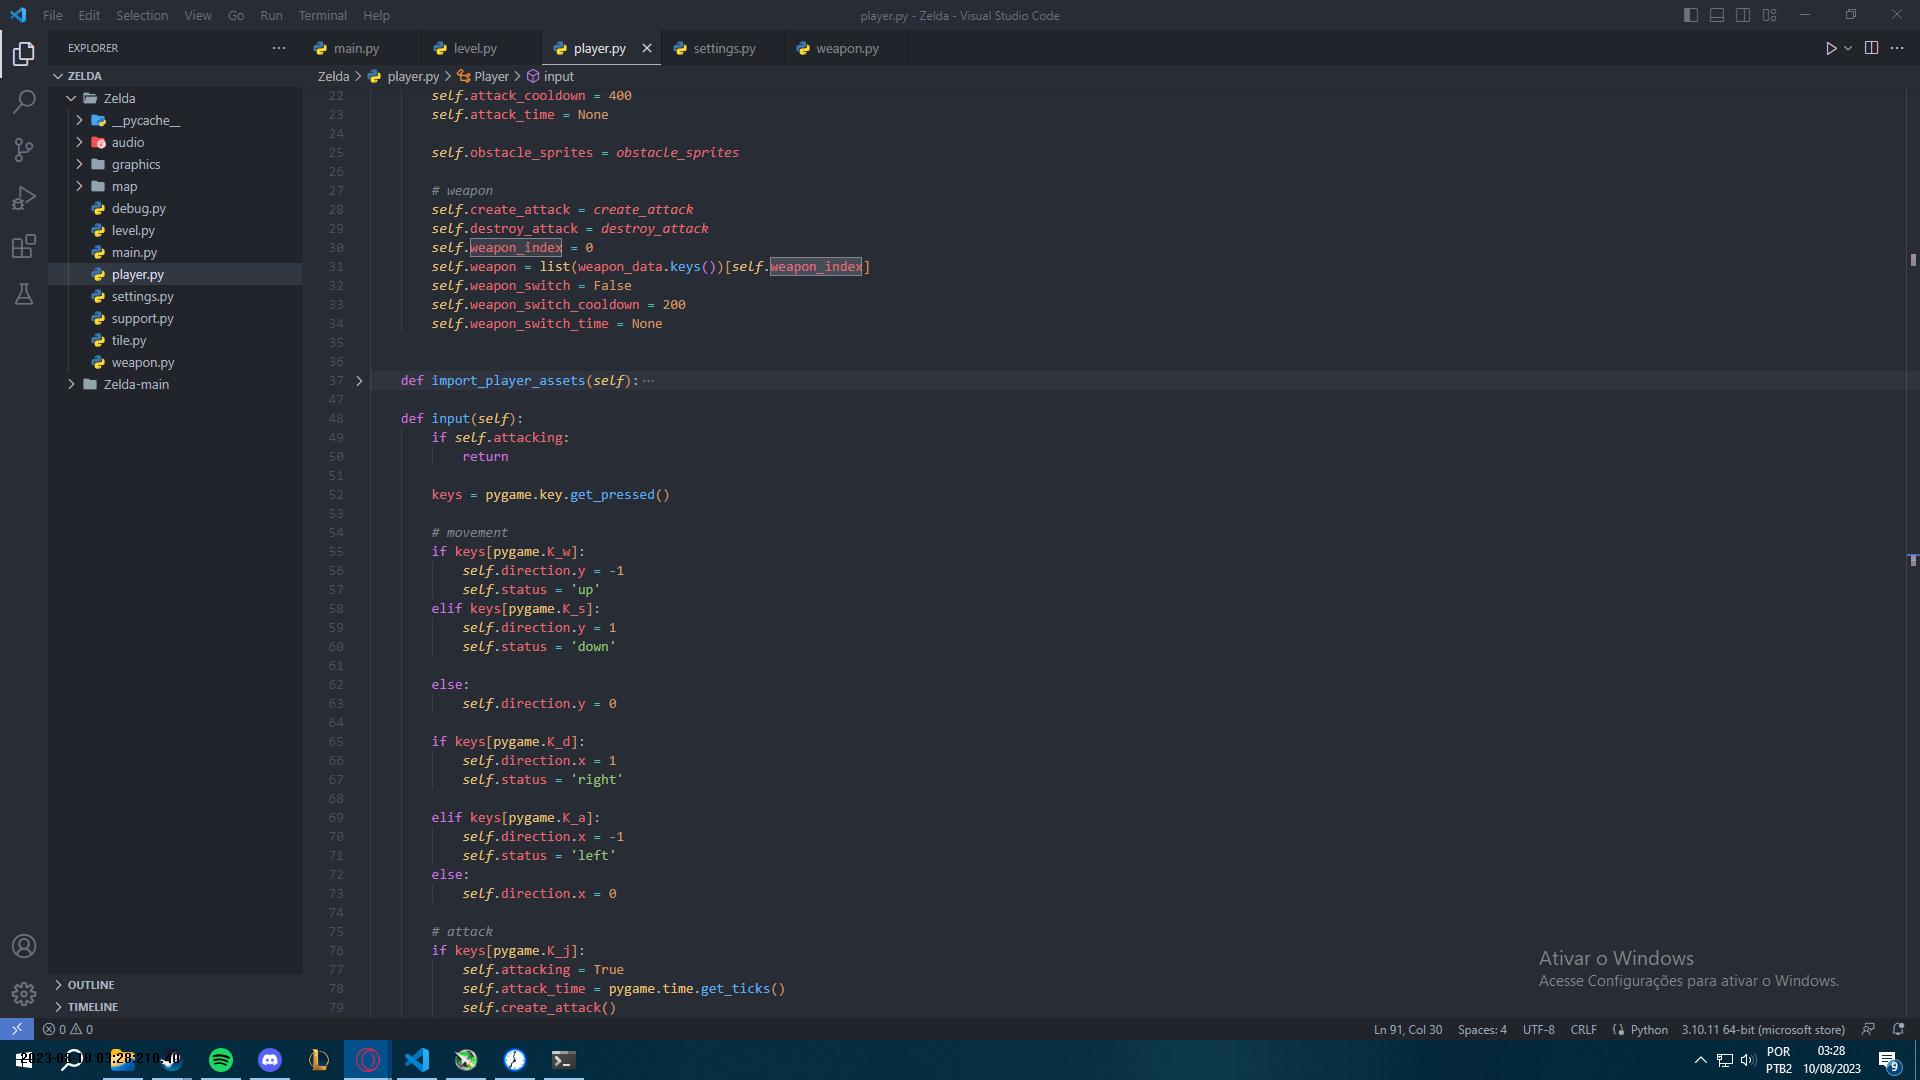 File Edit Selection View Go Run Terminal Help
player.py - Zelda - Visual Studio Code
EXPLORER
main.py level.py player.py settings.py weapon.py
ZELDA
Zelda > player.py > Player > input
Zelda
__pycache__
audio
graphics
map
debug.py
level.py
main.py
player.py
settings.py
support.py
tile.py
weapon.py
Zelda-main
OUTLINE
TIMELINE
22 self.attack_cooldown = 400
23 self.attack_time = None
24
25 self.obstacle_sprites = obstacle_sprites
26
27 # weapon
28 self.create_attack = create_attack
29 self.destroy_attack = destroy_attack
30 self.weapon_index = 0
31 self.weapon = list(weapon_data.keys())[self.weapon_index]
32 self.weapon_switch = False
33 self.weapon_switch_cooldown = 200
34 self.weapon_switch_time = None
35
36
37 def import_player_assets(self): ...
47
48 def input(self):
49 if self.attacking:
50 return
51
52 keys = pygame.key.get_pressed()
53
54 # movement
55 if keys[pygame.K_w]:
56 self.direction.y = -1
57 self.status = 'up'
58 elif keys[pygame.K_s]:
59 self.direction.y = 1
60 self.status = 'down'
61
62 else:
63 self.direction.y = 0
64
65 if keys[pygame.K_d]:
66 self.direction.x = 1
67 self.status = 'right'
68
69 elif keys[pygame.K_a]:
70 self.direction.x = -1
71 self.status = 'left'
72 else:
73 self.direction.x = 0
74
75 # attack
76 if keys[pygame.K_j]:
77 self.attacking = True
78 self.attack_time = pygame.time.get_ticks()
79 self.create_attack()
Ativar o Windows
Acesse Configurações para ativar o Windows.
0 0
Ln 91, Col 30 Spaces: 4 UTF-8 CRLF Python 3.10.11 64-bit (microsoft store)
POR
PTB2
03:28
10/08/2023
9